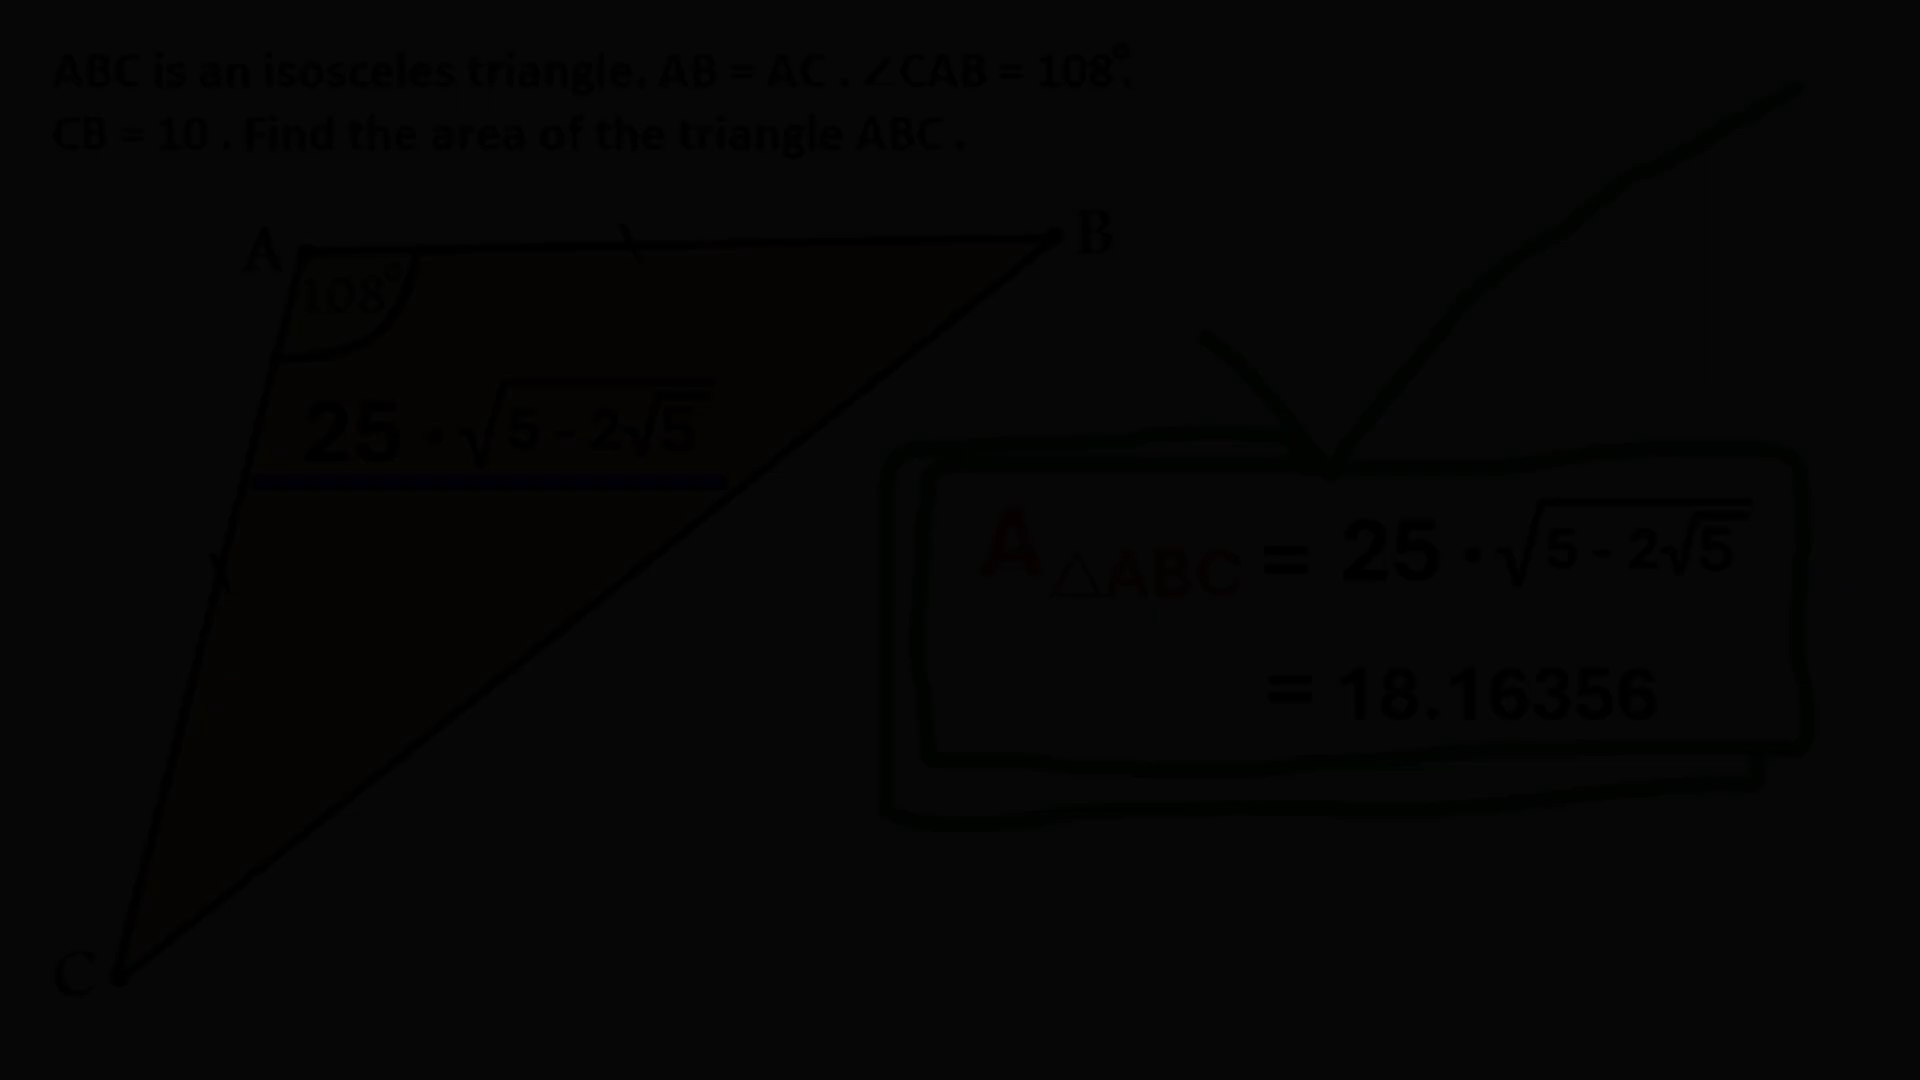 ABC is an isosceles triangle. AB = AC . ∠CAB = 108°.
CB = 10 . Find the area of the triangle ABC .
A
B
108°
25 · √(5 - 2√5)
A△ABC = 25 · √(5 - 2√5)
= 18.16356
C